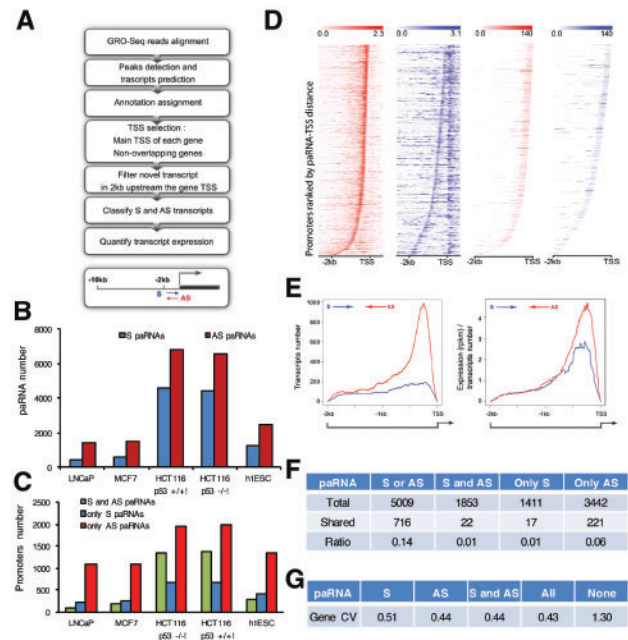 A
GRO-Seq reads alignment
Peaks detection and
trascripts prediction
Annotation assignment
TSS selection :
Main TSS of each gene
Non-overlapping genes
Filter novel transcript
in 2kb upstream the gene TSS
Classify S and AS transcripts
Quantify transcript expression
-10kb -2kb
S
AS
B
S paRNAs AS paRNAs
paRNA number
8000
6000
4000
2000
0
LNCaP MCF7 HCT116 HCT116 h1ESC
p53 +/+! p53 -/-!
C
S and AS paRNAs
only S paRNAs
only AS paRNAs
Promoters number
2500
2000
1500
1000
500
0
LNCaP MCF7 HCT116 HCT116 h1ESC
p53 -/-! p53 +/+!
D
0.0 2.3 0.0 3.1 0.0 140 0.0 140
Promoters ranked by paRNA-TSS distance
-2kb TSS -2kb TSS -2kb TSS -2kb TSS
E
S AS
Transcripts number
1000
800
600
400
200
0
-2kb -1kb TSS
S AS
Expression (rpkm) /
transcripts number
4
3
2
1
0
-2kb -1kb TSS
F
paRNA S or AS S and AS Only S Only AS
Total 5009 1853 1411 3442
Shared 716 22 17 221
Ratio 0.14 0.01 0.01 0.06
G
paRNA S AS S and AS All None
Gene CV 0.51 0.44 0.44 0.43 1.30